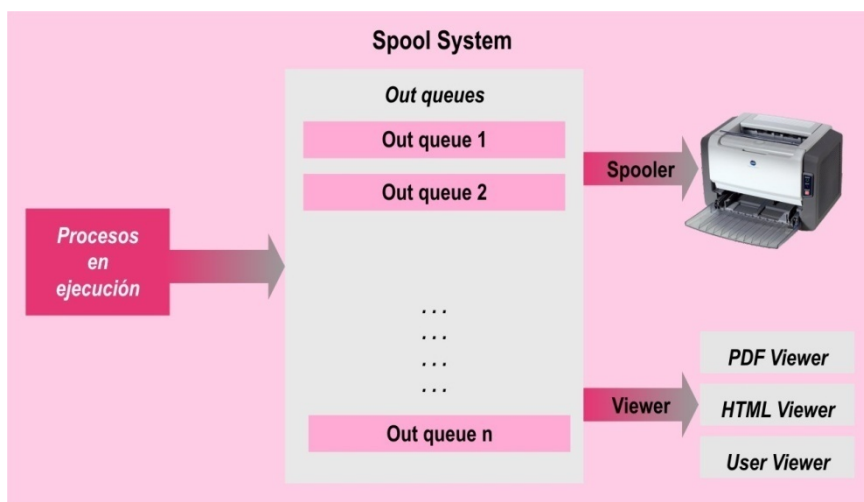 Spool System
Out queues
Out queue 1
Out queue 2
Procesos
en
ejecución
. . .
. . .
. . .
. . .
Out queue n
Spooler
Viewer
PDF Viewer
HTML Viewer
User Viewer